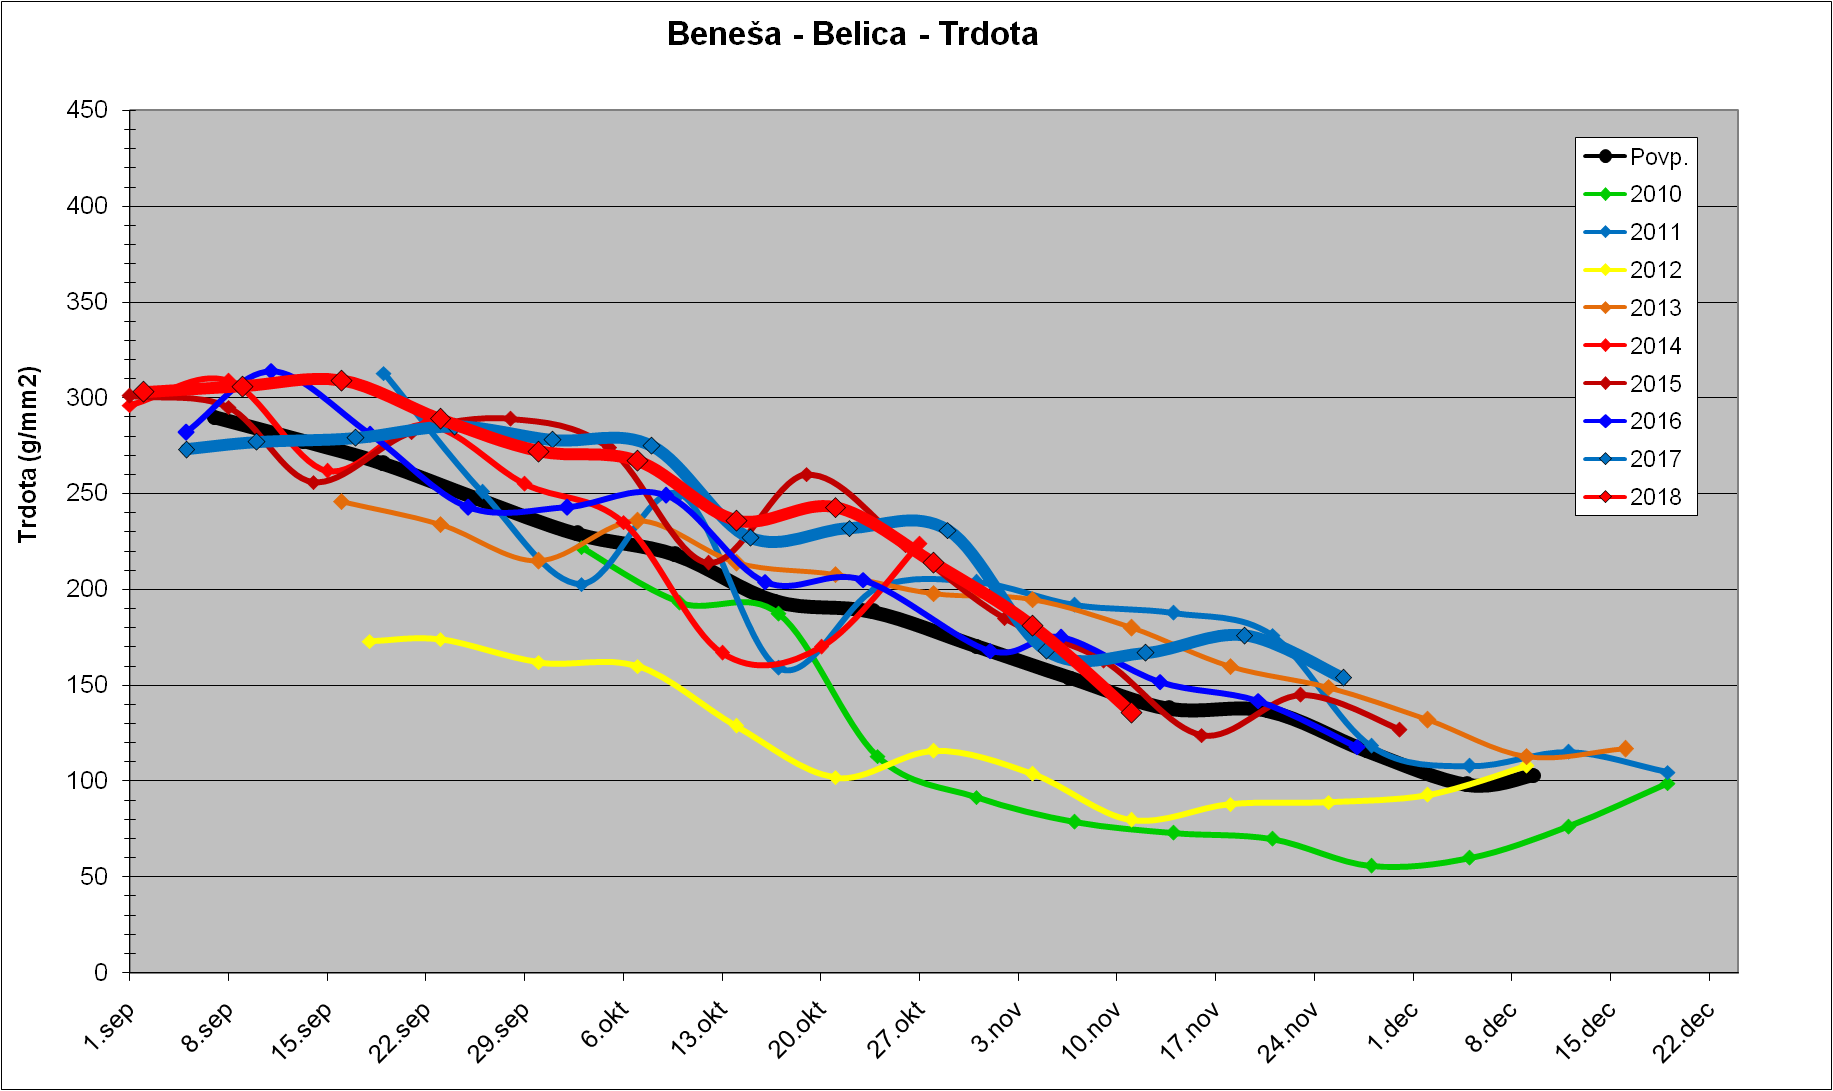 Beneša - Belica - Trdota
Trdota (g/mm2)
450
400
350
300
250
200
150
100
50
0
1.sep
8.sep
15.sep
22.sep
29.sep
6.okt
13.okt
20.okt
27.okt
3.nov
10.nov
17.nov
24.nov
1.dec
8.dec
15.dec
22.dec
Povp.
2010
2011
2012
2013
2014
2015
2016
2017
2018